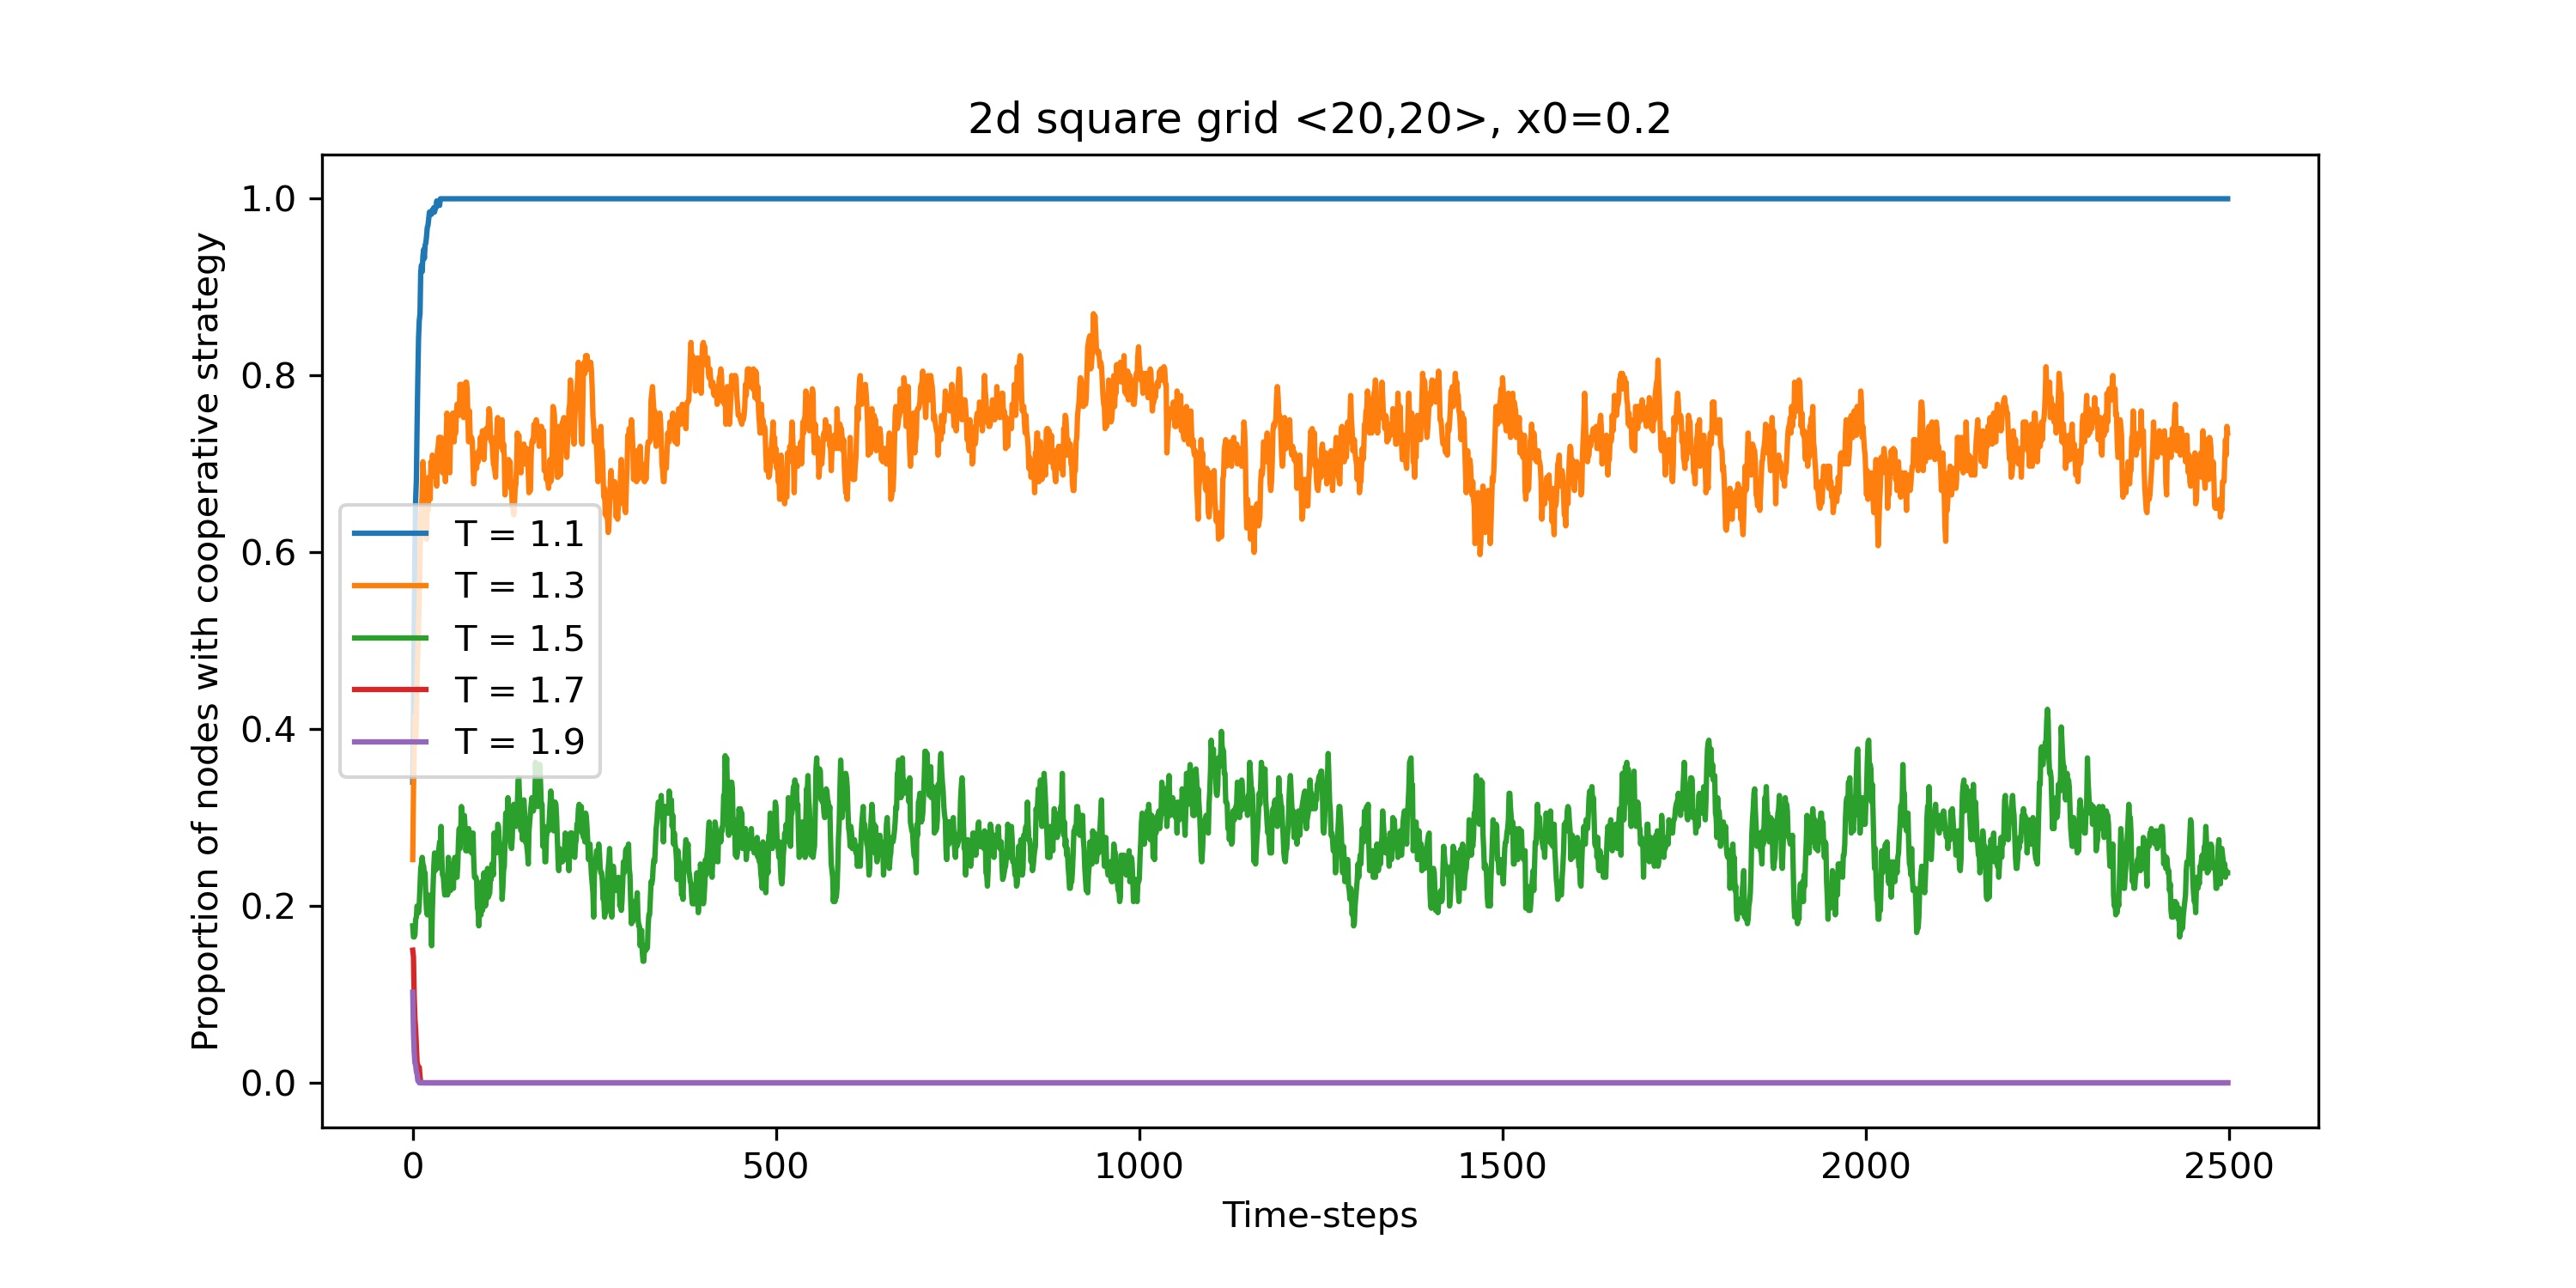 2d square grid <20,20>, x0=0.2
Proportion of nodes with cooperative strategy
1.0
0.8
0.6
0.4
0.2
0.0
T = 1.1
T = 1.3
T = 1.5
T = 1.7
T = 1.9
0 500 1000 1500 2000 2500
Time-steps